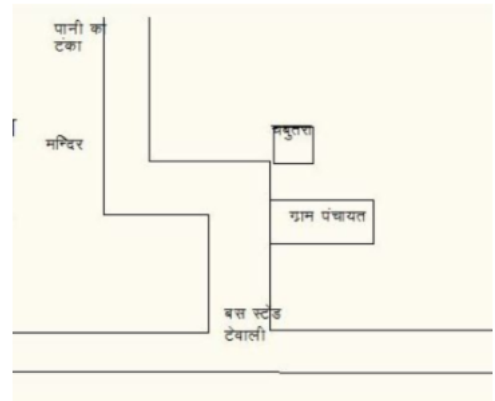 पानी का
टंका
चबुतरा
मन्दिर
ग्राम पंचायत
बस स्टेंड
टेवाली